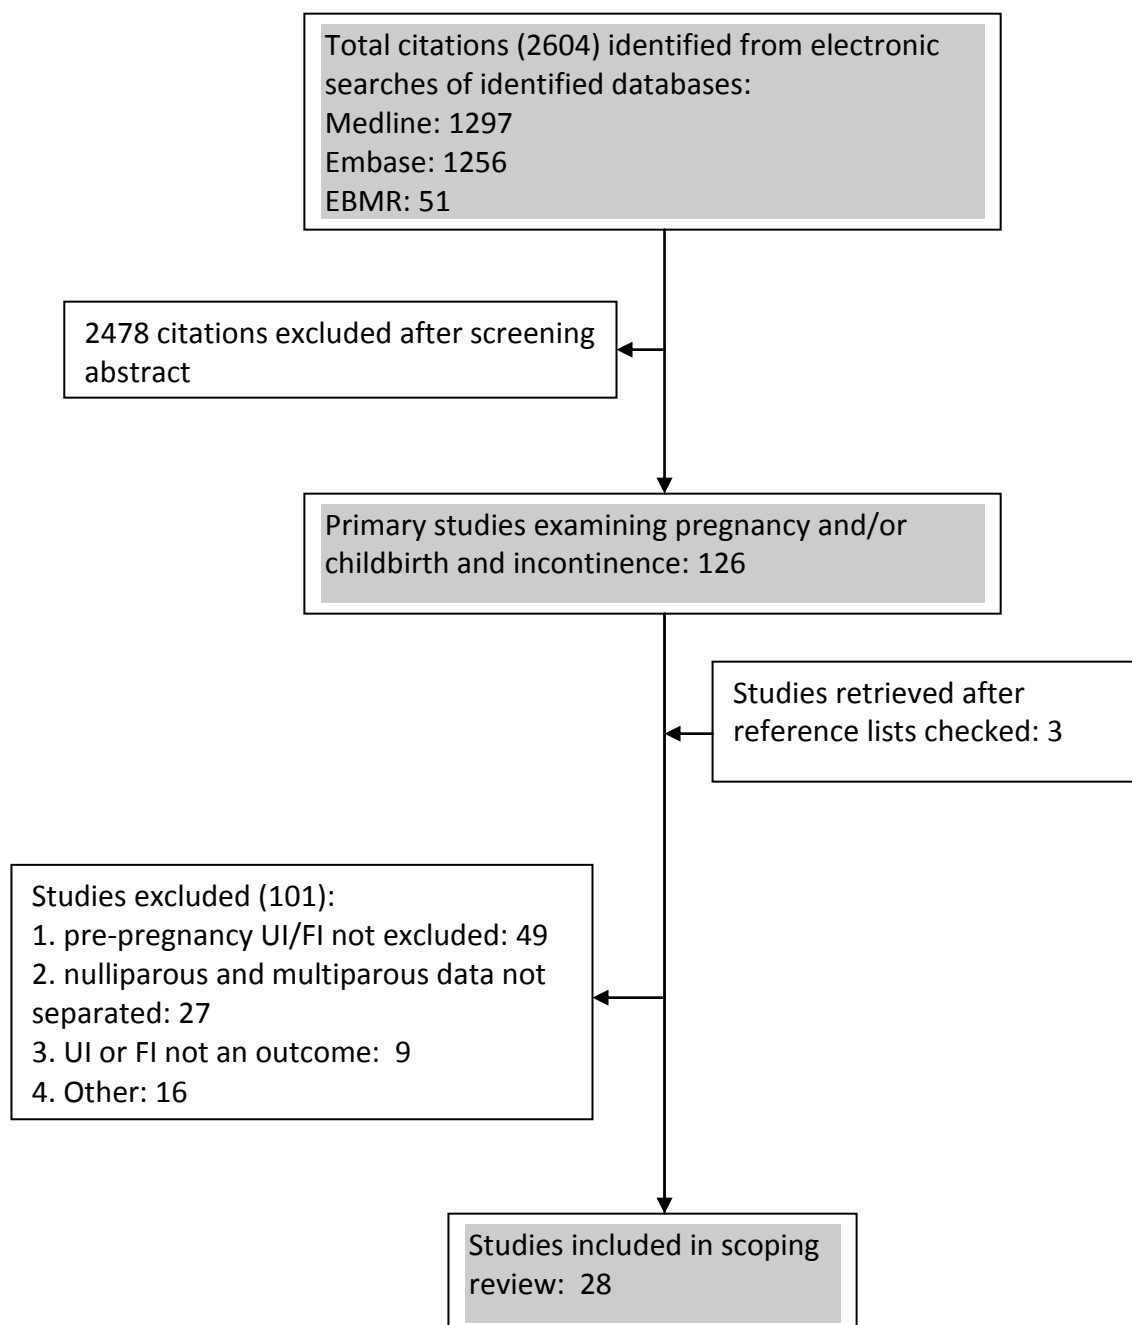 Total citations (2604) identified from electronic
searches of identified databases:
Medline: 1297
Embase: 1256
EBMR: 51
2478 citations excluded after screening
abstract
Primary studies examining pregnancy and/or
childbirth and incontinence: 126
Studies retrieved after
reference lists checked: 3
Studies excluded (101):
1. pre-pregnancy UI/FI not excluded: 49
2. nulliparous and multiparous data not
separated: 27
3. UI or FI not an outcome:  9
4. Other: 16
Studies included in scoping
review:  28